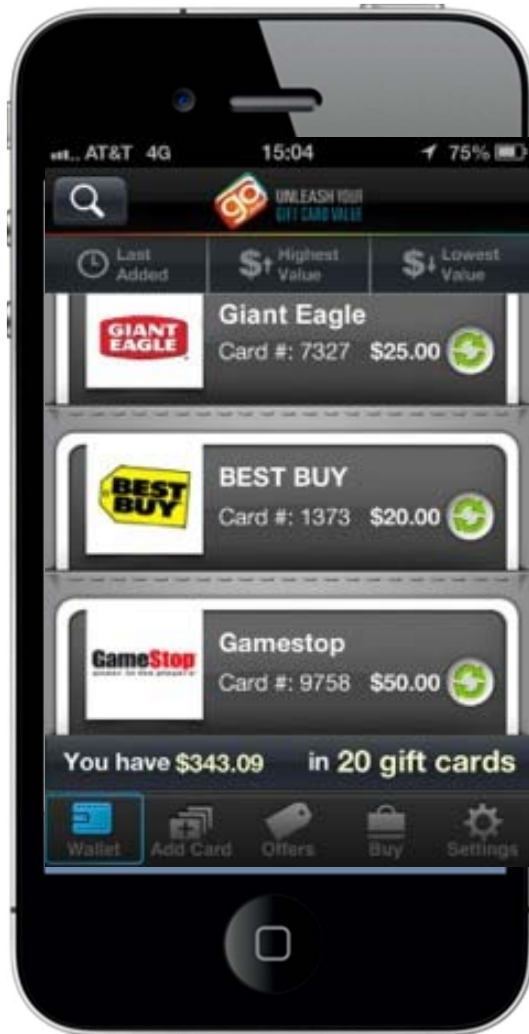 AT&T 4G 15:04 75%
go UNLEASH YOUR
GIFT CARD VALUE
Last Added
$ Highest Value
$ Lowest Value
GIANT EAGLE
Giant Eagle
Card #: 7327 $25.00
BEST BUY
BEST BUY
Card #: 1373 $20.00
GameStop
Gamestop
Card #: 9758 $50.00
You have $343.09 in 20 gift cards
Wallet Add Card Offers Buy Settings